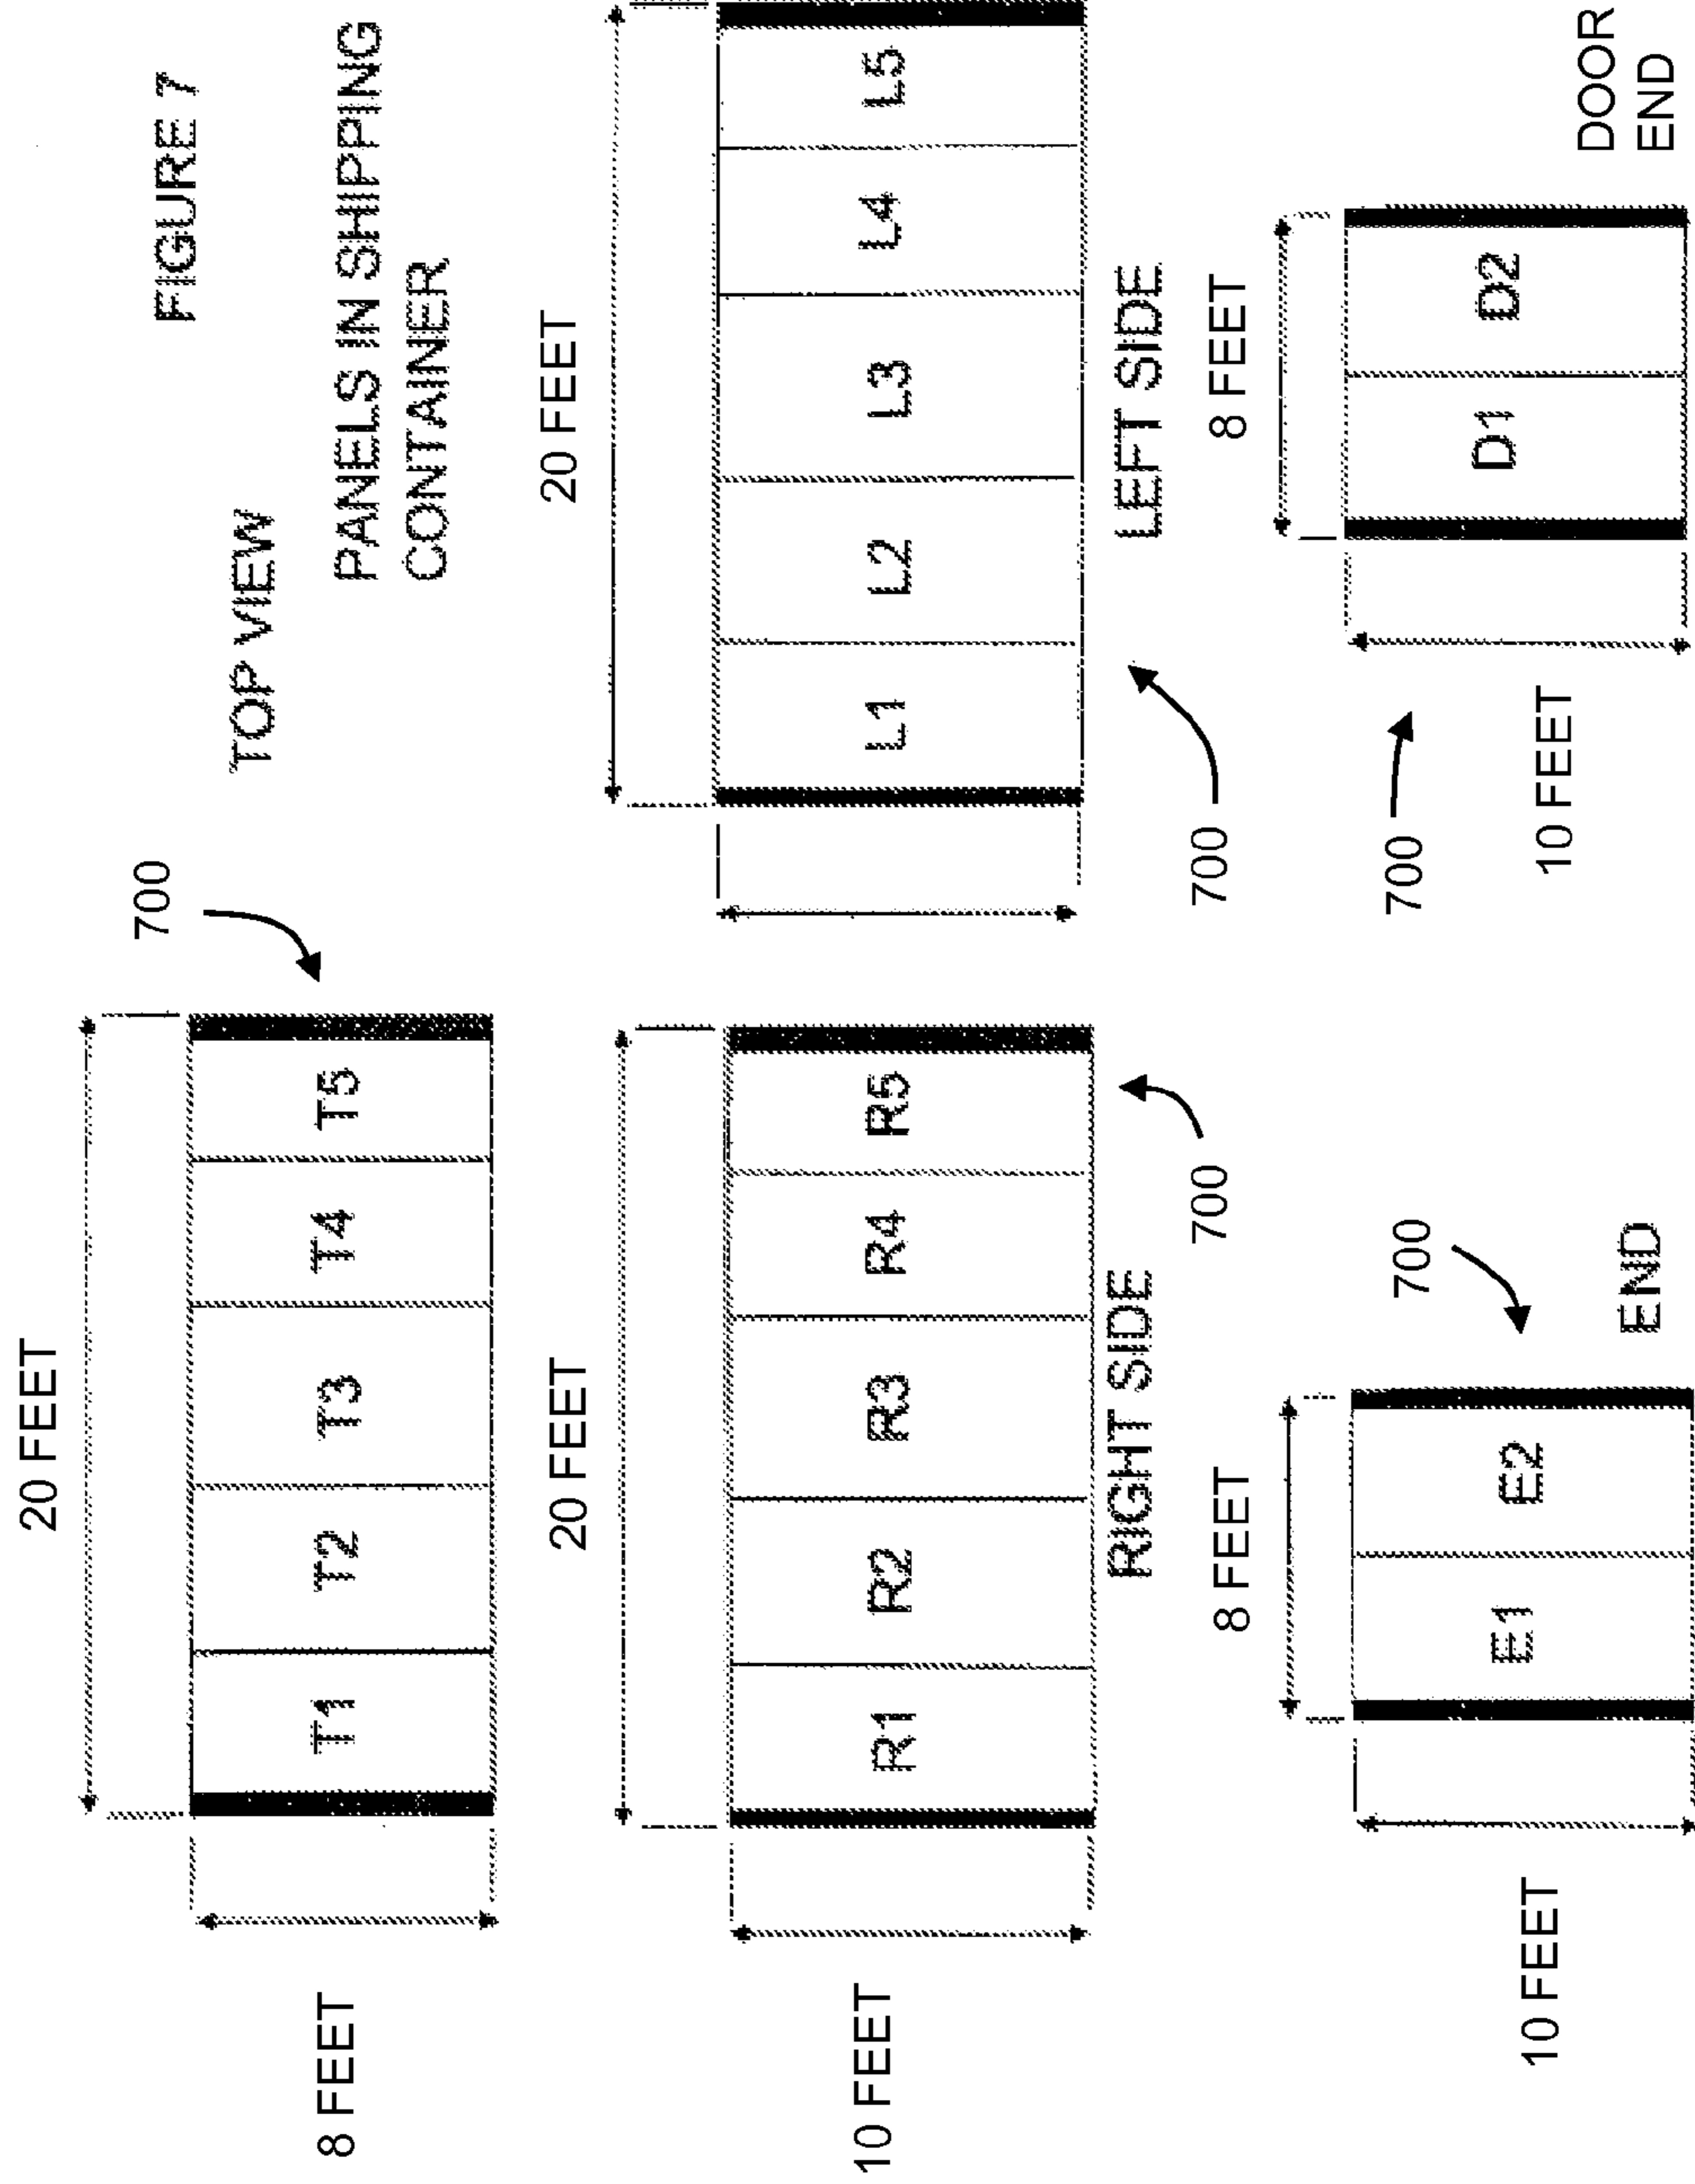 FIGURE 7
TOP VIEW
PANELS IN SHIPPING
CONTAINER
20 FEET
700
8 FEET
T1 T2 T3 T4 T5
20 FEET
10 FEET
R1 R2 R3 R4 R5
RIGHT SIDE
700
20 FEET
L1 L2 L3 L4 L5
LEFT SIDE
700
8 FEET
700
10 FEET
E1 E2
END
8 FEET
700
10 FEET
D1 D2
DOOR
END